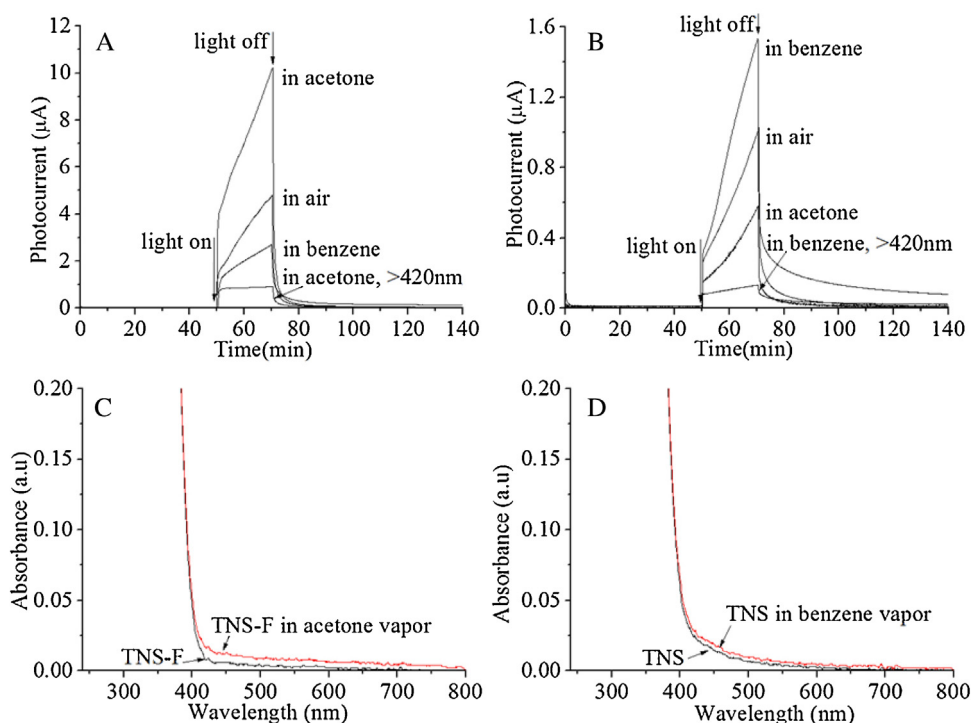 A
light off
in acetone
in air
in benzene
in acetone, >420nm
light on
Photocurrent (μA)
12
10
8
6
4
2
0
0 20 40 60 80 100 120 140
Time(min)
B
light off
in benzene
in air
in acetone
in benzene, >420nm
light on
Photocurrent (μA)
1.6
1.2
0.8
0.4
0.0
0 20 40 60 80 100 120 140
Time(min)
C
TNS-F in acetone vapor
TNS-F
Absorbance (a.u)
0.20
0.15
0.10
0.05
0.00
300 400 500 600 700 800
Wavelength (nm)
D
TNS in benzene vapor
TNS
Absorbance (a.u)
0.20
0.15
0.10
0.05
0.00
300 400 500 600 700 800
Wavelength (nm)